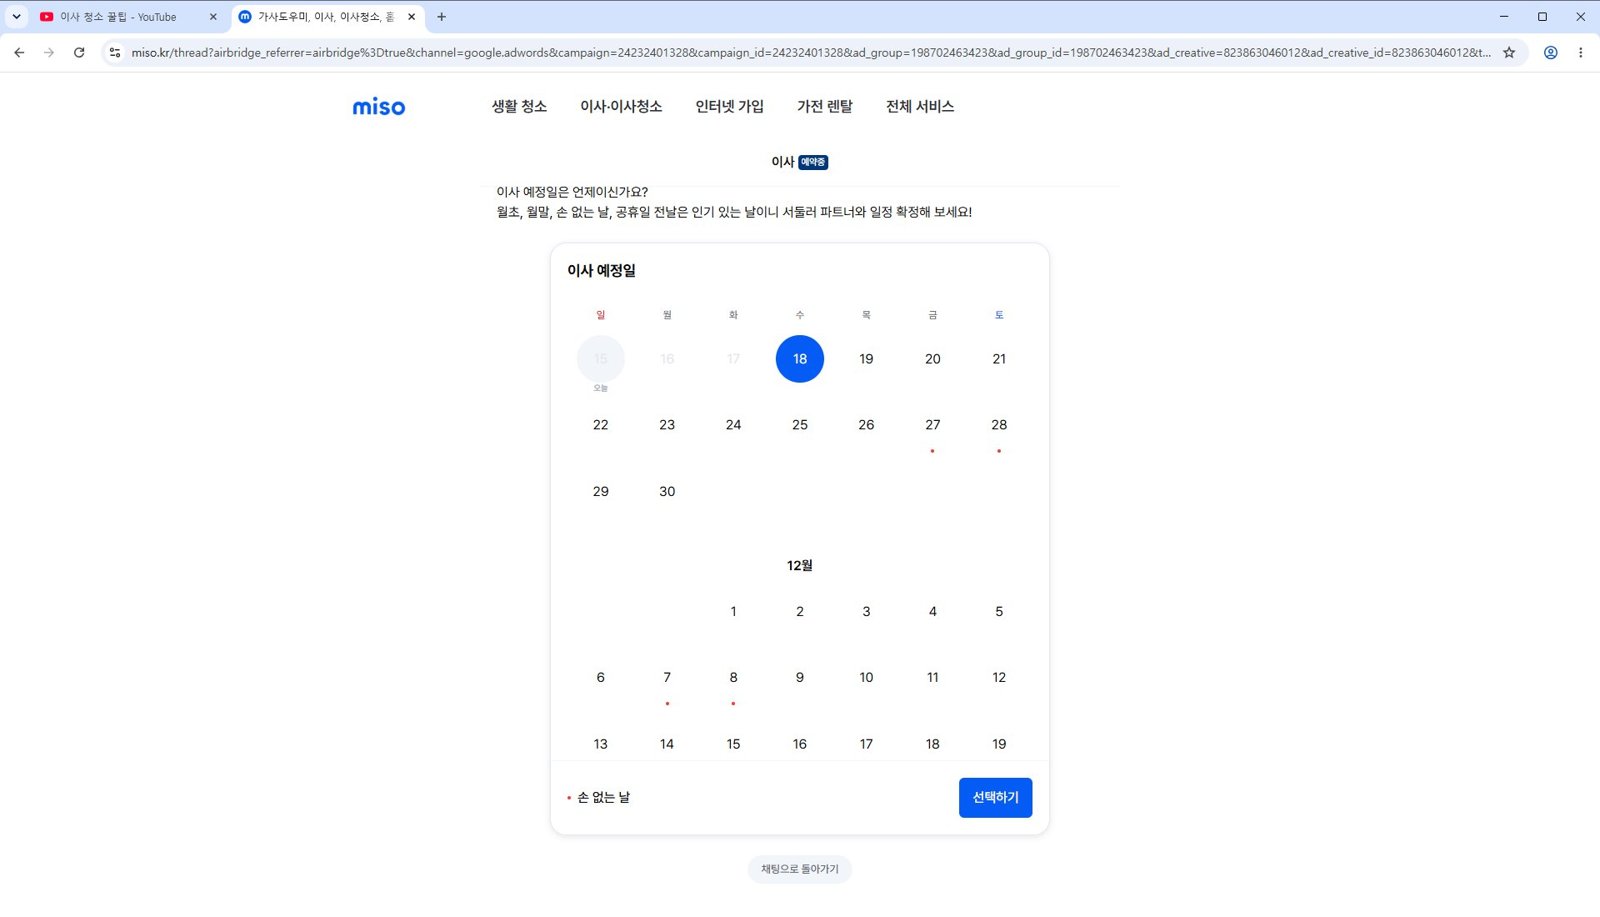 이사 청소 꿀팁 - YouTube
가사도우미, 이사, 이사청소, 홈
miso.kr/thread?airbridge_referrer=airbridge%3Dtrue&channel=google.adwords&campaign=24232401328&campaign_id=24232401328&ad_group=198702463423&ad_group_id=198702463423&ad_creative=823863046012&ad_creative_id=823863046012&t...
miso 생활 청소 이사·이사청소 인터넷 가입 가전 렌탈 전체 서비스
이사 예약중
이사 예정일은 언제이신가요?
월초, 월말, 손 없는 날, 공휴일 전날은 인기 있는 날이니 서둘러 파트너와 일정 확정해 보세요!
이사 예정일
일 월 화 수 목 금 토
15 16 17 18 19 20 21
오늘
22 23 24 25 26 27 28
29 30
12월
1 2 3 4 5
6 7 8 9 10 11 12
13 14 15 16 17 18 19
손 없는 날 선택하기
채팅으로 돌아가기